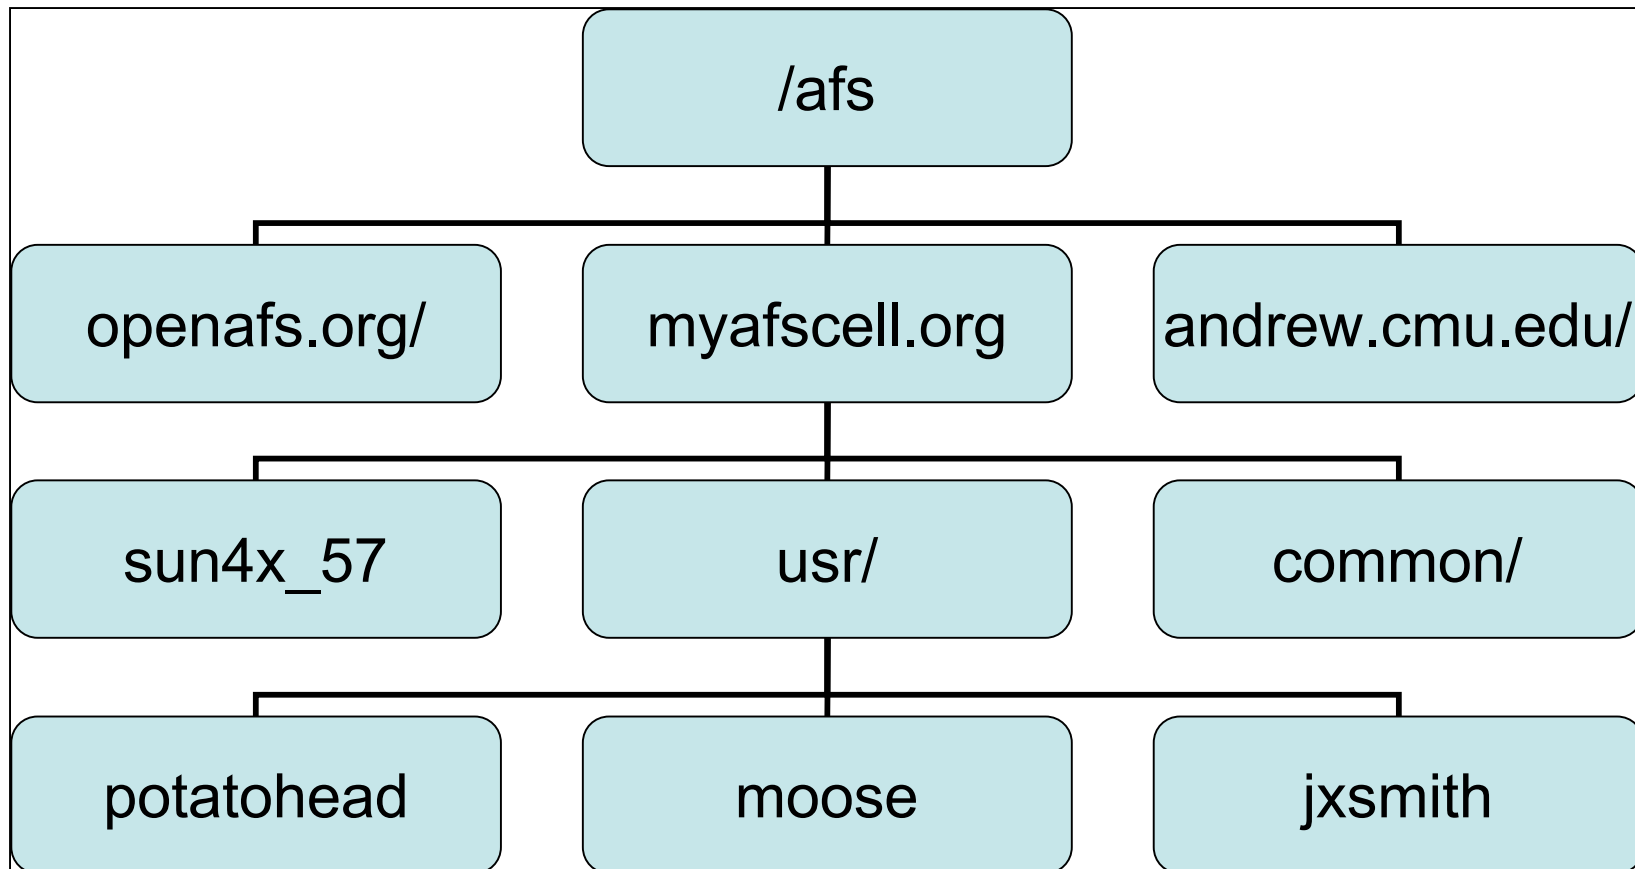 /afs
openafs.org/
myafscell.org
andrew.cmu.edu/
sun4x_57
usr/
common/
potatohead
moose
jxsmith